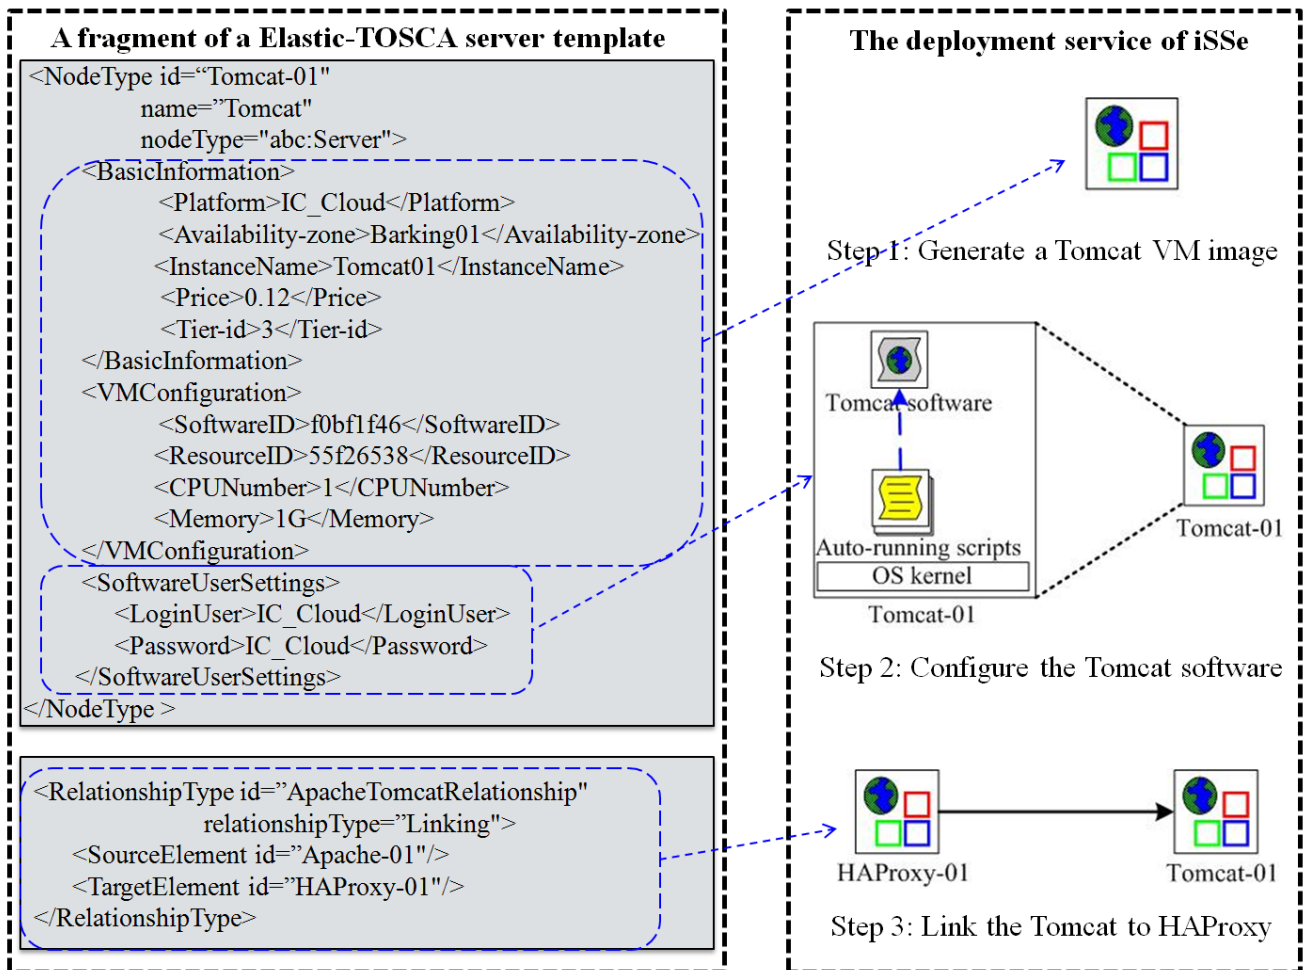 A fragment of a Elastic-TOSCA server template
<NodeType id=“Tomcat-01"
name=”Tomcat"
nodeType="abc:Server">
<BasicInformation>
<Platform>IC_Cloud</Platform>
<Availability-zone>Barking01</Availability-zone>
<InstanceName>Tomcat01</InstanceName>
<Price>0.12</Price>
<Tier-id>3</Tier-id>
</BasicInformation>
<VMConfiguration>
<SoftwareID>f0bf1f46</SoftwareID>
<ResourceID>55f26538</ResourceID>
<CPUNumber>1</CPUNumber>
<Memory>1G</Memory>
</VMConfiguration>
<SoftwareUserSettings>
<LoginUser>IC_Cloud</LoginUser>
<Password>IC_Cloud</Password>
</SoftwareUserSettings>
</NodeType >
<RelationshipType id=”ApacheTomcatRelationship"
relationshipType=”Linking">
<SourceElement id=”Apache-01"/>
<TargetElement id=”HAProxy-01"/>
</RelationshipType>
The deployment service of iSSe
Step 1: Generate a Tomcat VM image
Tomcat software
Auto-running scripts
OS kernel
Tomcat-01
Tomcat-01
Step 2: Configure the Tomcat software
HAProxy-01
Tomcat-01
Step 3: Link the Tomcat to HAProxy